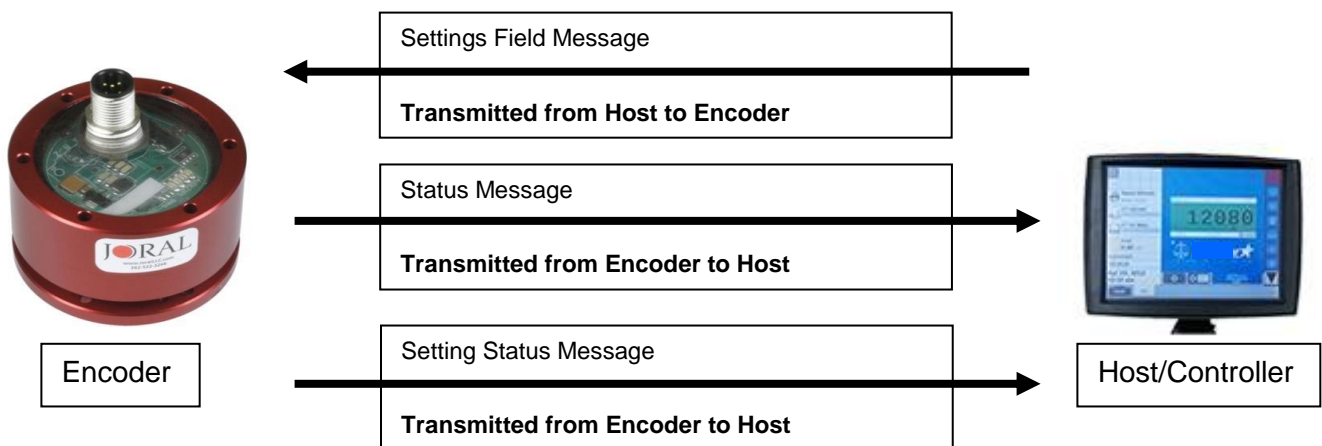 Settings Field Message
Transmitted from Host to Encoder
Status Message
Transmitted from Encoder to Host
Setting Status Message
Transmitted from Encoder to Host
JORAL
Encoder
12080
Host/Controller